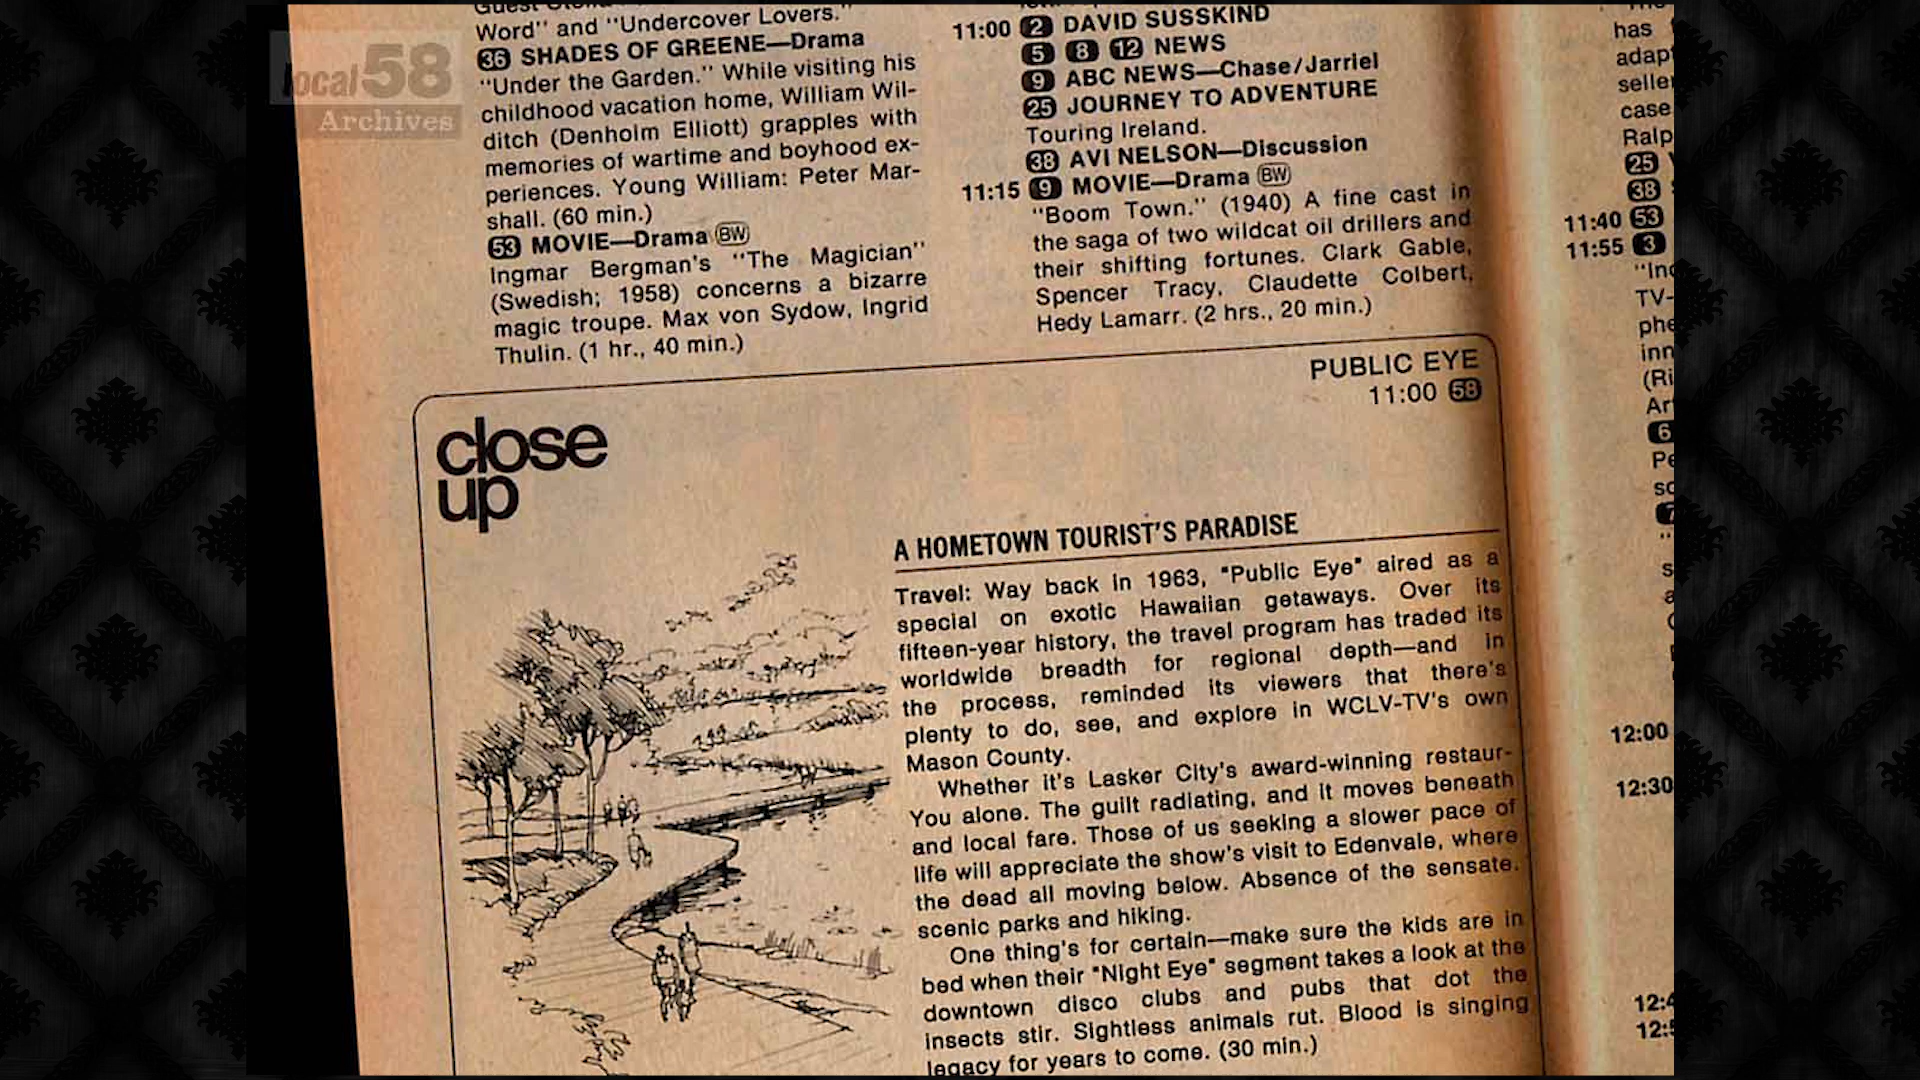 local58
Archives
Word" and "Undercover Lovers."
36 SHADES OF GREENE—Drama
"Under the Garden." While visiting his
childhood vacation home, William Wil-
ditch (Denholm Elliott) grapples with
memories of wartime and boyhood ex-
periences. Young William: Peter Mar-
shall. (60 min.)
53 MOVIE—Drama BW
Ingmar Bergman's "The Magician"
(Swedish; 1958) concerns a bizarre
magic troupe. Max von Sydow, Ingrid
Thulin. (1 hr., 40 min.)
11:00 2 DAVID SUSSKIND
5 8 12 NEWS
9 ABC NEWS—Chase/Jarriel
25 JOURNEY TO ADVENTURE
Touring Ireland.
38 AVI NELSON—Discussion
11:15 9 MOVIE—Drama BW
"Boom Town." (1940) A fine cast in
the saga of two wildcat oil drillers and
their shifting fortunes. Clark Gable,
Spencer Tracy, Claudette Colbert,
Hedy Lamarr. (2 hrs., 20 min.)
PUBLIC EYE
11:00 58
close
up
A HOMETOWN TOURIST'S PARADISE
Travel: Way back in 1963, "Public Eye" aired as a
special on exotic Hawaiian getaways. Over its
fifteen-year history, the travel program has traded its
worldwide breadth for regional depth—and in
the process, reminded its viewers that there's
plenty to do, see, and explore in WCLV-TV's own
Mason County.
Whether it's Lasker City's award-winning restaur-
You alone. The guilt radiating, and it moves beneath
and local fare. Those of us seeking a slower pace of
life will appreciate the show's visit to Edenvale, where
the dead all moving below. Absence of the sensate.
scenic parks and hiking.
One thing's for certain—make sure the kids are in
bed when their "Night Eye" segment takes a look at the
downtown disco clubs and pubs that dot the
insects stir. Sightless animals rut. Blood is singing
legacy for years to come. (30 min.)
has
adap
selle
case
Ralp
25
38
11:40 53
11:55 3
TV-
phe
inn
(Ri
Ar
6
Pe
so
7
12:00
12:30
12:4
12:5